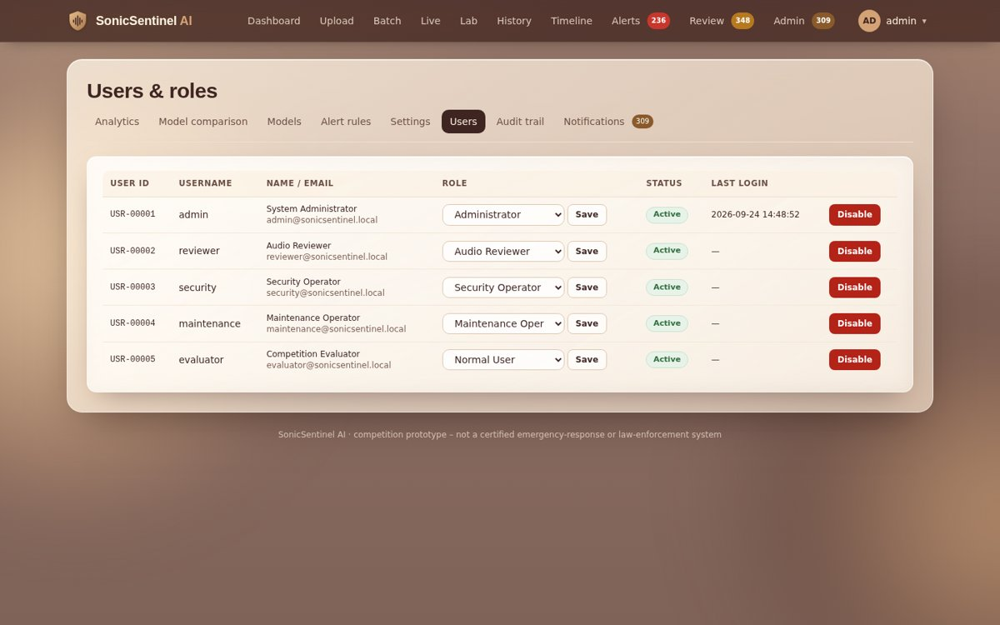 SonicSentinel AI Dashboard Upload Batch Live Lab History Timeline Alerts 236 Review 348 Admin 309 AD admin ▾
Users & roles
Analytics Model comparison Models Alert rules Settings Users Audit trail Notifications 309
USER ID USERNAME NAME / EMAIL ROLE STATUS LAST LOGIN
USR-00001 admin System Administrator Administrator Save Active 2026-09-24 14:48:52 Disable
admin@sonicsentinel.local
USR-00002 reviewer Audio Reviewer Audio Reviewer Save Active — Disable
reviewer@sonicsentinel.local
USR-00003 security Security Operator Security Operator Save Active — Disable
security@sonicsentinel.local
USR-00004 maintenance Maintenance Operator Maintenance Oper Save Active — Disable
maintenance@sonicsentinel.local
USR-00005 evaluator Competition Evaluator Normal User Save Active — Disable
evaluator@sonicsentinel.local
SonicSentinel AI · competition prototype – not a certified emergency-response or law-enforcement system